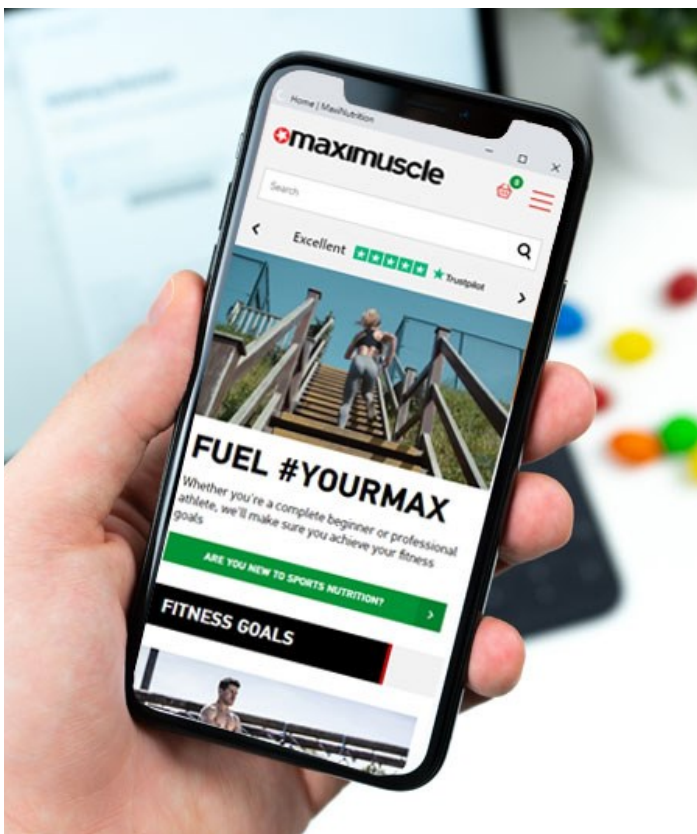 Home | MaxiNutrition
maximuscle
0
Search
Excellent Trustpilot
FUEL #YOURMAX
Whether you're a complete beginner or professional
athlete, we'll make sure you achieve your fitness
goals
ARE YOU NEW TO SPORTS NUTRITION?
FITNESS GOALS